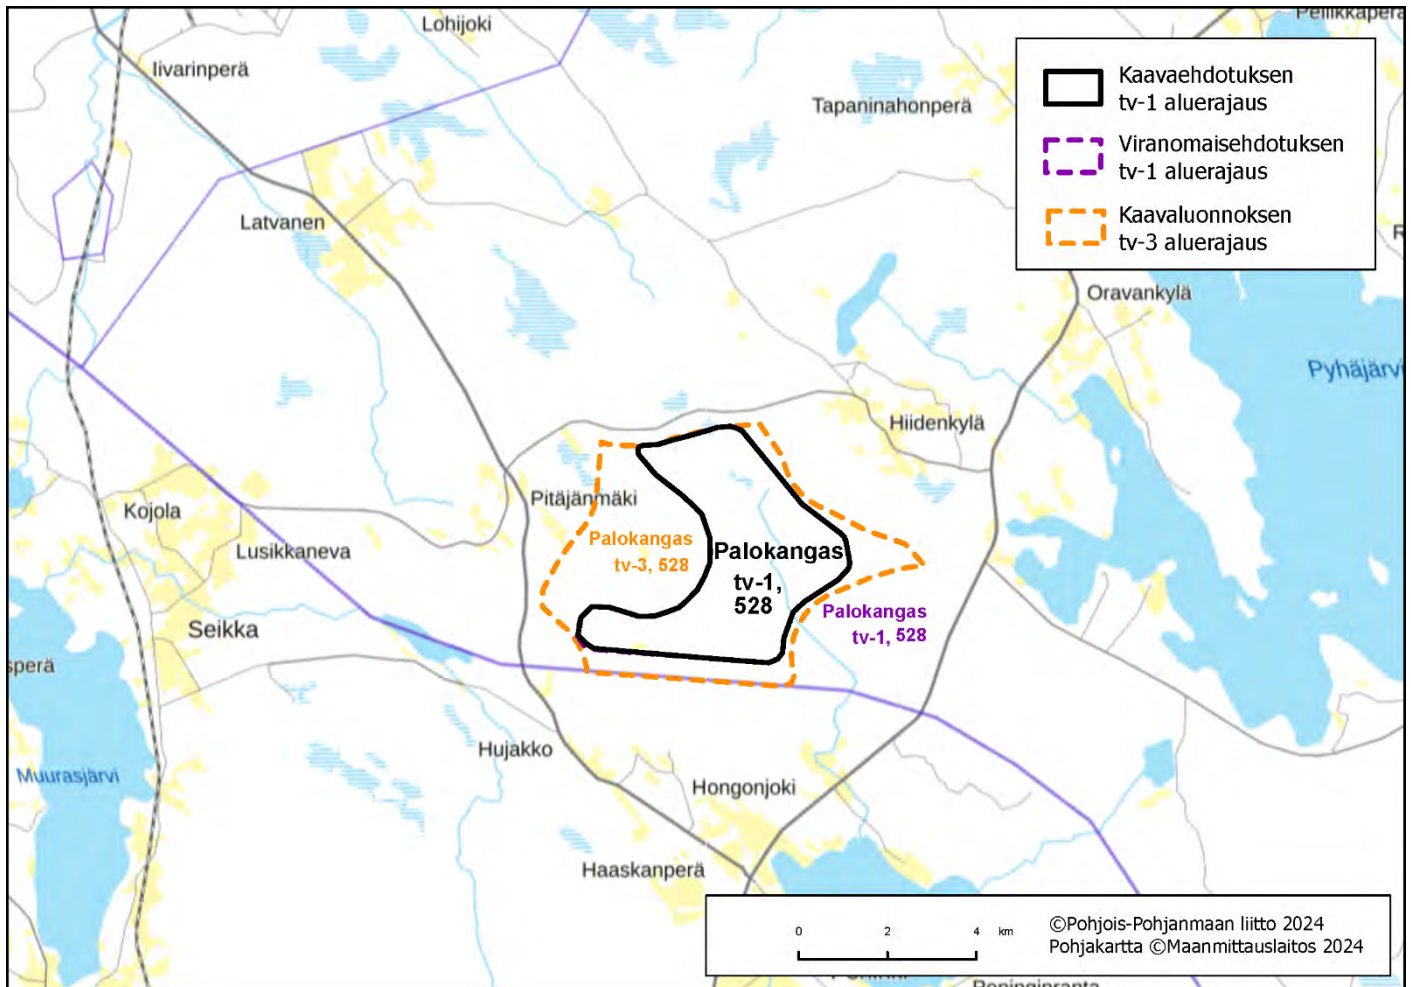 Lohijoki
Iivarinperä
Tapaninahonperä
Kaavaehdotuksen
tv-1 aluerajaus
Viranomaisehdotuksen
tv-1 aluerajaus
Kaavaluonnoksen
tv-3 aluerajaus
Latvanen
Oravankylä
Pyhäjärvi
Hiidenkylä
Pitäjänmäki
Kojola
Lusikkaneva
Palokangas
tv-3, 528
Palokangas
tv-1,
528
Palokangas
tv-1, 528
Seikka
sperä
Hujakko
Muurasjärvi
Hongonjoki
Haaskanperä
0 2 4 km
©Pohjois-Pohjanmaan liitto 2024
Pohjakartta ©Maanmittauslaitos 2024